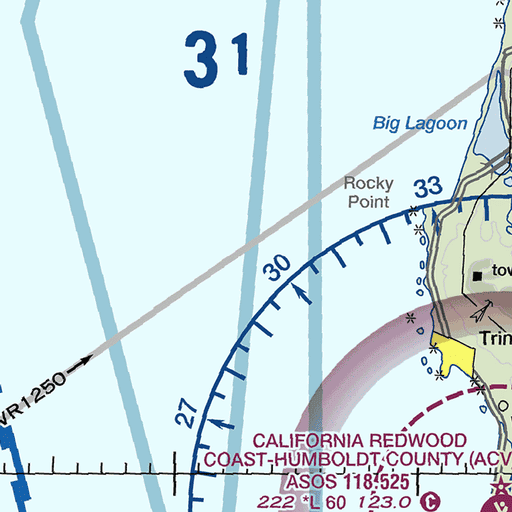 31
Big Lagoon
Rocky
Point
33
30
27
VR1250
CALIFORNIA REDWOOD
COAST-HUMBOLDT COUNTY (ACV
ASOS 118.525
222 *L 60 123.0 C